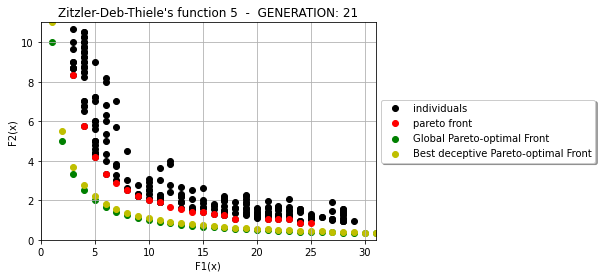 Zitzler-Deb-Thiele's function 5 - GENERATION: 21
F2(x)
10
8
6
4
2
0
0 5 10 15 20 25 30
F1(x)
individuals
pareto front
Global Pareto-optimal Front
Best deceptive Pareto-optimal Front